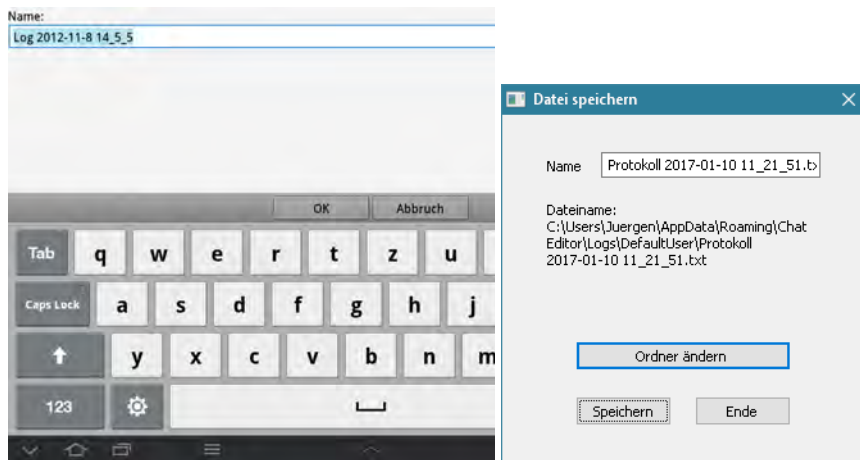 Name:
Log 2012-11-8 14_5_5
OK Abbruch
Tab q w e r t z u
Caps Lock a s d f g h j
y x c v b n m
123
Datei speichern
Name Protokoll 2017-01-10 11_21_51.t
Dateiname:
C:\Users\Juergen\AppData\Roaming\Chat
Editor\Logs\DefaultUser\Protokoll
2017-01-10 11_21_51.txt
Ordner ändern
Speichern Ende